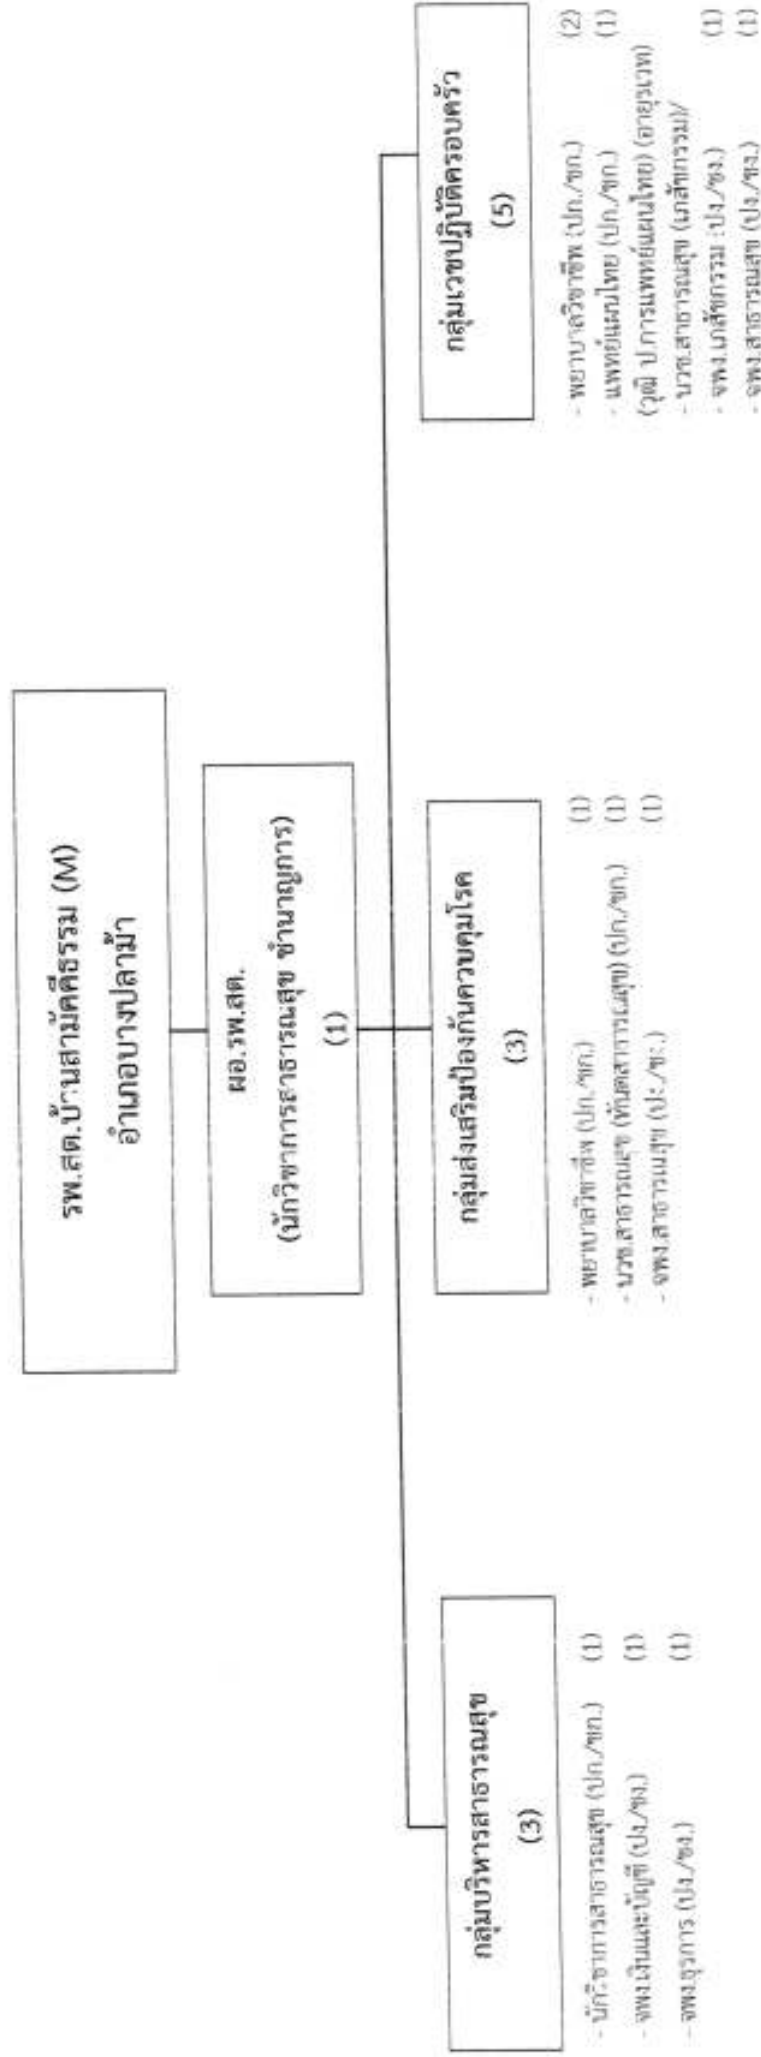 รพ.สต.บ้านสามัคคีธรรม (M)
อำเภอบางปลาม้า
ผอ.รพ.สต.
(นักวิชาการสาธารณสุข ชำนาญการ)
(1)
กลุ่มบริหารสาธารณสุข
(3)
- นักวิชาการสาธารณสุข (ปก./ชก.) (1)
- จพง.เงินและบัญชี (ปง./ชง.) (1)
- จพง.ธุรการ (ปง./ชง.) (1)
กลุ่มส่งเสริมป้องกันควบคุมโรค
(3)
- พยาบาลวิชาชีพ (ปก./ชก.) (1)
- นวช.สาธารณสุข (ทันตสาธารณสุข) (ปก./ชก.) (1)
- จพง.สาธารณสุข (ปง./ชง.) (1)
กลุ่มเวชปฏิบัติครอบครัว
(5)
- พยาบาลวิชาชีพ (ปก./ชก.) (2)
- แพทย์แผนไทย (ปก./ชก.) (1)
(วุฒิ ป.การแพทย์แผนไทย) (อายุรเวท)
- นวช.สาธารณสุข (เภสัชกรรม)/
- จพง.เภสัชกรรม (ปง./ชง.) (1)
- จพง.สาธารณสุข (ปง./ชง.) (1)